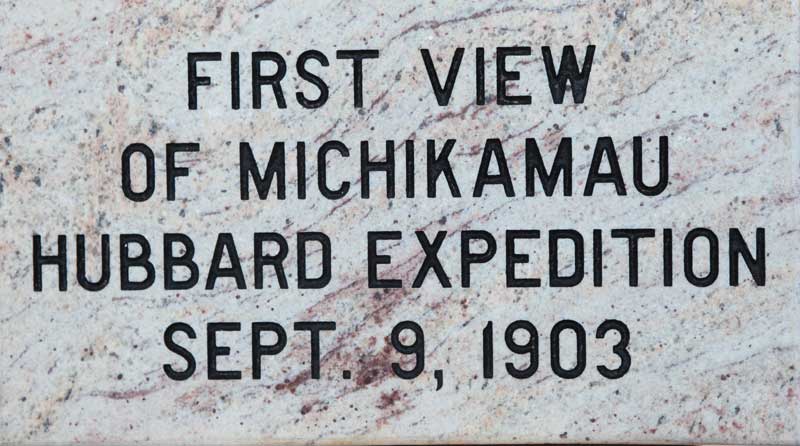 FIRST VIEW
OF MICHIKAMAU
HUBBARD EXPEDITION
SEPT. 9, 1903